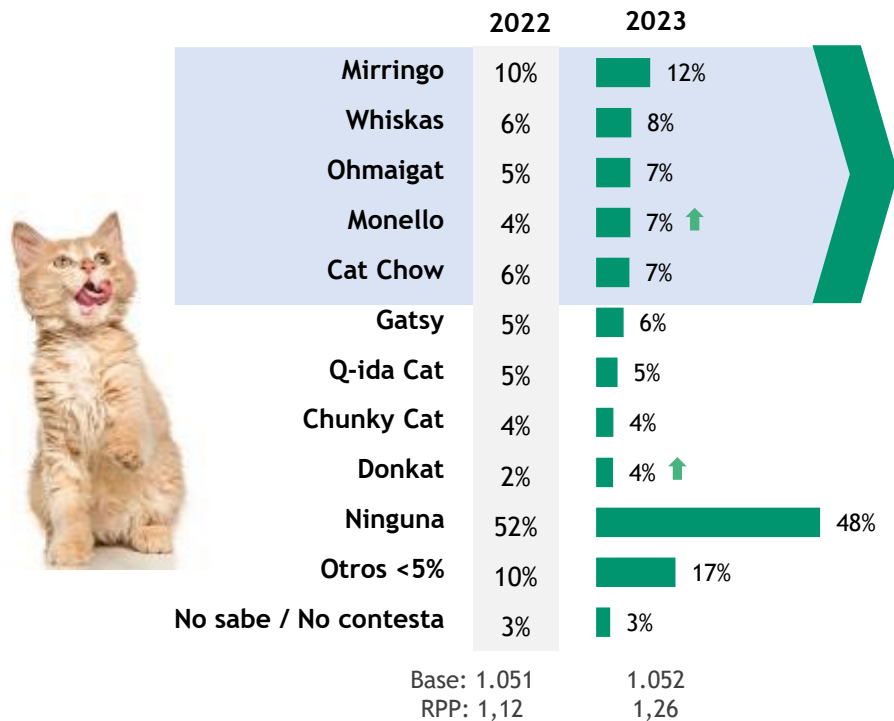 2022 2023
Mirringo 10% 12%
Whiskas 6% 8%
Ohmaigat 5% 7%
Monello 4% 7%
Cat Chow 6% 7%
Gatsy 5% 6%
Q-ida Cat 5% 5%
Chunky Cat 4% 4%
Donkat 2% 4%
Ninguna 52% 48%
Otros <5% 10% 17%
No sabe / No contesta 3% 3%
Base: 1.051 1.052
RPP: 1,12 1,26